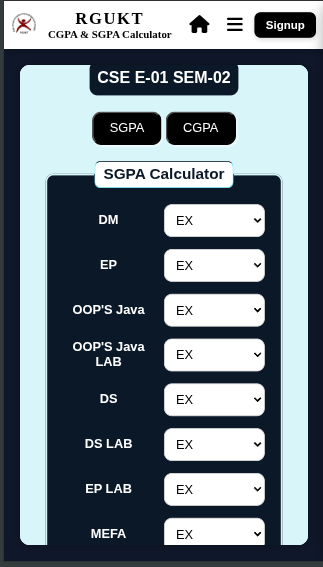 RGUKT
CGPA & SGPA Calculator
Signup
CSE E-01 SEM-02
SGPA CGPA
SGPA Calculator
DM EX
EP EX
OOP'S Java EX
OOP'S Java
LAB EX
DS EX
DS LAB EX
EP LAB EX
MEFA EX